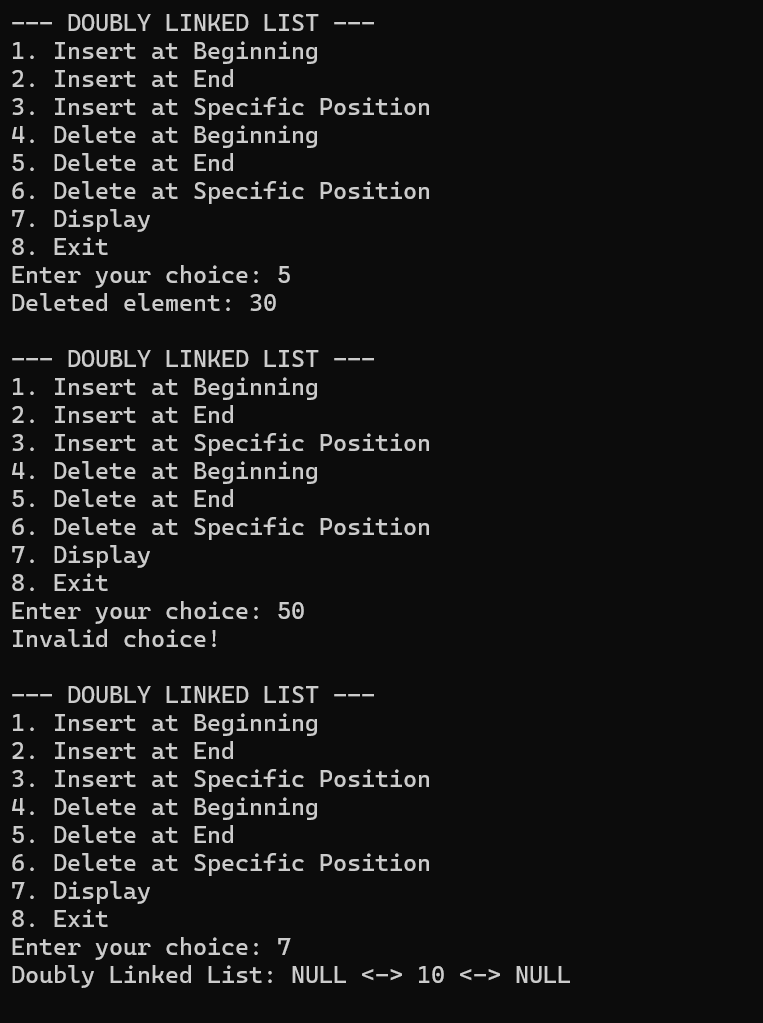 --- DOUBLY LINKED LIST ---
1. Insert at Beginning
2. Insert at End
3. Insert at Specific Position
4. Delete at Beginning
5. Delete at End
6. Delete at Specific Position
7. Display
8. Exit
Enter your choice: 5
Deleted element: 30

--- DOUBLY LINKED LIST ---
1. Insert at Beginning
2. Insert at End
3. Insert at Specific Position
4. Delete at Beginning
5. Delete at End
6. Delete at Specific Position
7. Display
8. Exit
Enter your choice: 50
Invalid choice!

--- DOUBLY LINKED LIST ---
1. Insert at Beginning
2. Insert at End
3. Insert at Specific Position
4. Delete at Beginning
5. Delete at End
6. Delete at Specific Position
7. Display
8. Exit
Enter your choice: 7
Doubly Linked List: NULL <-> 10 <-> NULL